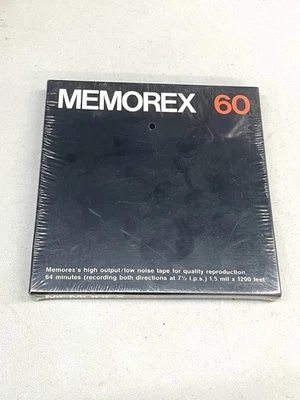 MEMOREX 60
Memorex's high output/low noise tape for quality reproduction.
64 minutes (recording both directions at 7½ i.p.s.) 1.5 mil x 1200 feet
MEMOREX